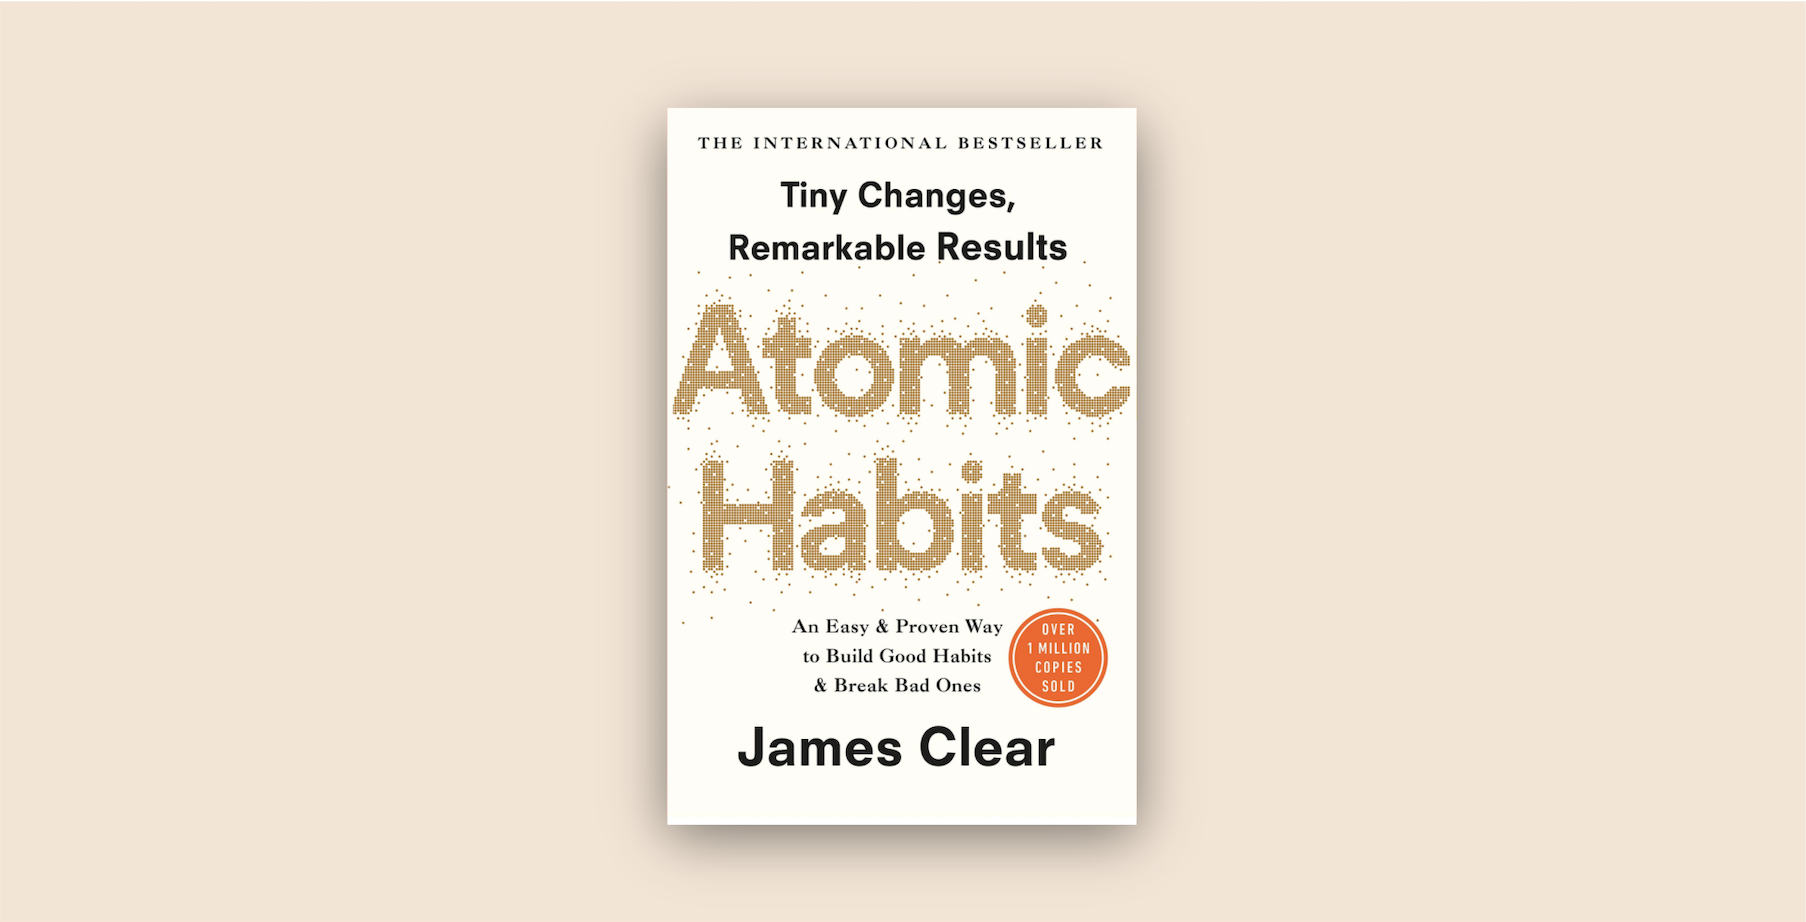 THE INTERNATIONAL BESTSELLER
Tiny Changes,
Remarkable Results
Atomic
Habits
An Easy & Proven Way
to Build Good Habits
& Break Bad Ones
OVER
1 MILLION
COPIES
SOLD
James Clear